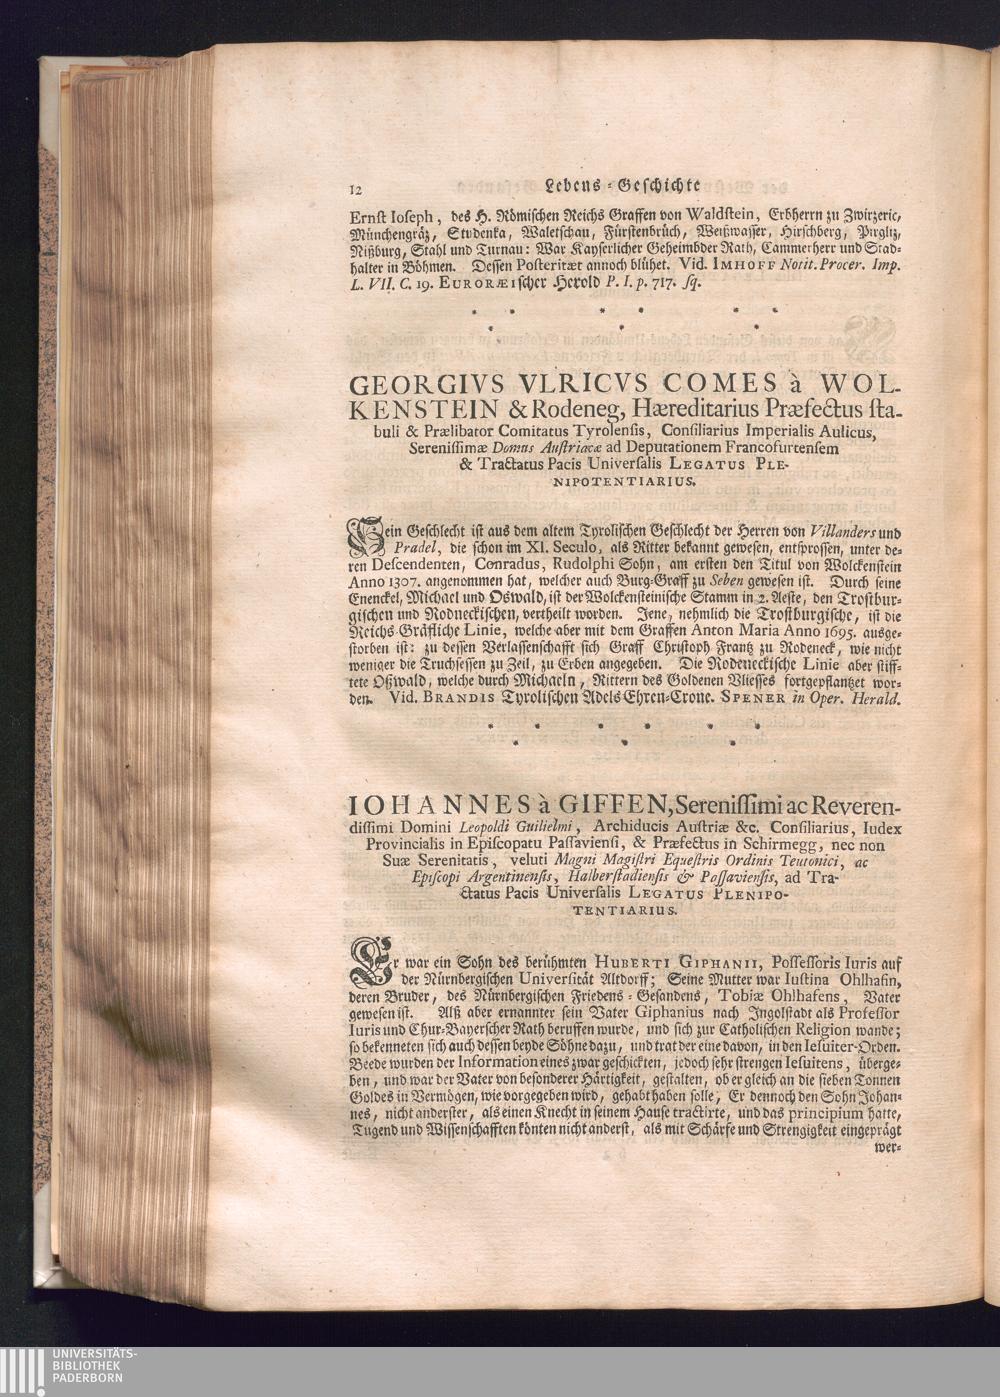 12 Lebens-Geschichte
Ernst Ioseph, des H. Römischen Reichs Graffen von Waldstein, Erbherrn zu Zwirzeric,
Münchengräz, Studenka, Waletschau, Fürstenbrück, Weißwasser, Hirschberg, Pirgliz,
Nißburg, Stahl und Turnau: War Kayserlicher Geheimbder Rath, Cammerherr und Stad-
halter in Böhmen. Dessen Posteritæt annoch blühet. Vid. IMHOFF Notit. Procer. Imp.
L. VII. C. 19. EUROPÆIscher Herold P. I. p. 717. sq.
* * * * * *
* * *
GEORGIVS VLRICVS COMES à WOL-
KENSTEIN & Rodeneg, Hæreditarius Præfectus sta-
buli & Prælibator Comitatus Tyrolensis, Consiliarius Imperialis Aulicus,
Serenissimæ Domus Austriacæ ad Deputationem Francofurtensem
& Tractatus Pacis Universalis LEGATUS PLE-
NIPOTENTIARIUS.
Sein Geschlecht ist aus dem altem Tyrolischen Geschlecht der Herren von Villanders und
Pradel, die schon im XI. Seculo, als Ritter bekannt gewesen, entsprossen, unter de-
ren Descendenten, Conradus, Rudolphi Sohn, am ersten den Titul von Wolckenstein
Anno 1307. angenommen hat, welcher auch Burg-Graff zu Seben gewesen ist. Durch seine
Enenckel, Michael und Oswald, ist der Wolckensteinische Stamm in 2. Aeste, den Trostbur-
gischen und Rodneckischen, vertheilt worden. Jene, nehmlich die Trostburgische, ist die
Reichs-Gräfliche Linie, welche aber mit dem Graffen Anton Maria Anno 1695. ausge-
storben ist: zu dessen Verlassenschafft sich Graff Christoph Frantz zu Rodeneck, wie nicht
weniger die Truchsessen zu Zeil, zu Erben angegeben. Die Rodeneckische Linie aber stiff-
tete Oßwald, welche durch Michaeln, Rittern des Goldenen Vliesses fortgepflantzet wor-
den. Vid. BRANDIS Tyrolischen Adels Ehren-Crone. SPENER in Oper. Herald.
* * * * * *
* * *
IOHANNES à GIFFEN, Serenissimi ac Reveren-
dissimi Domini Leopoldi Guilielmi, Archiducis Austriæ &c. Consiliarius, Iudex
Provincialis in Episcopatu Passaviensi, & Præfectus in Schirmegg, nec non
Suæ Serenitatis, veluti Magni Magistri Equestris Ordinis Teutonici, ac
Episcopi Argentinensis, Halberstadiensis & Passaviensis, ad Tra-
ctatus Pacis Universalis LEGATUS PLENIPO-
TENTIARIUS.
Er war ein Sohn des berühmten HUBERTI GIPHANII, Possessoris Iuris auf
der Nürnbergischen Universität Altdorff; Seine Mutter war Iustina Ohlhafin,
deren Bruder, des Nürnbergischen Friedens-Gesandens, Tobiæ Ohlhafens, Vater
gewesen ist. Alß aber ernannter sein Vater Giphanius nach Ingolstadt als Professor
Iuris und Chur-Bayerscher Rath beruffen wurde, und sich zur Catholischen Religion wande;
so bekenneten sich auch dessen beyde Söhne dazu, und trat der eine davon, in den Iesuiter-Orden.
Beede wurden der Information eines zwar geschickten, jedoch sehr strengen Iesuitens, überge-
ben, und war der Vater von besonderer Härtigkeit, gestalten, ob er gleich an die sieben Tonnen
Goldes in Vermögen, wie vorgegeben wird, gehabt haben solle, Er dennoch den Sohn Johan-
nes, nicht anderster, als einen Knecht in seinem Hause tractirte, und das principium hatte,
Tugend und Wissenschafften könten nicht anderst, als mit Schärfe und Strengigkeit eingeprägt
wer-
UNIVERSITÄTS-
BIBLIOTHEK
PADERBORN